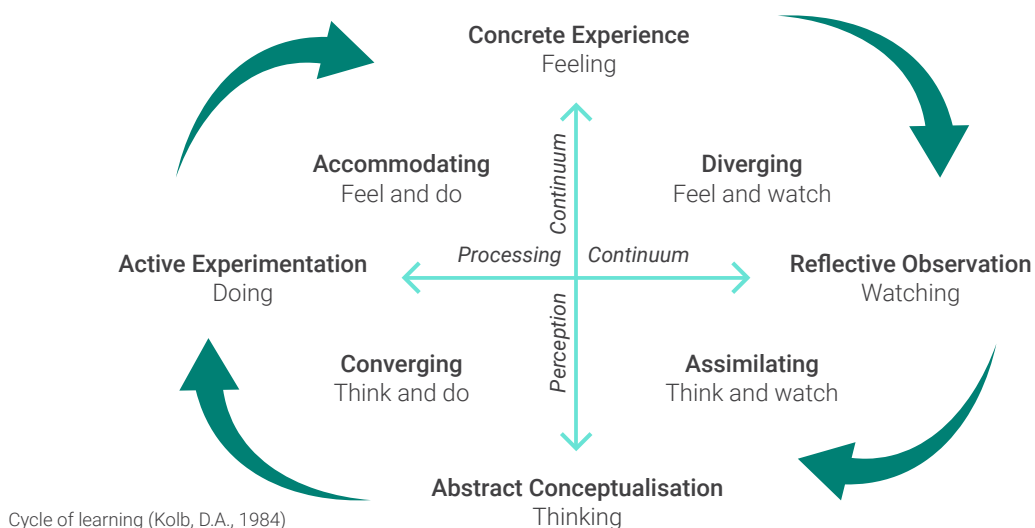 Concrete Experience
Feeling
Accommodating
Feel and do
Continuum
Diverging
Feel and watch
Processing
Continuum
Active Experimentation
Doing
Reflective Observation
Watching
Perception
Converging
Think and do
Assimilating
Think and watch
Abstract Conceptualisation
Thinking
Cycle of learning (Kolb, D.A., 1984)